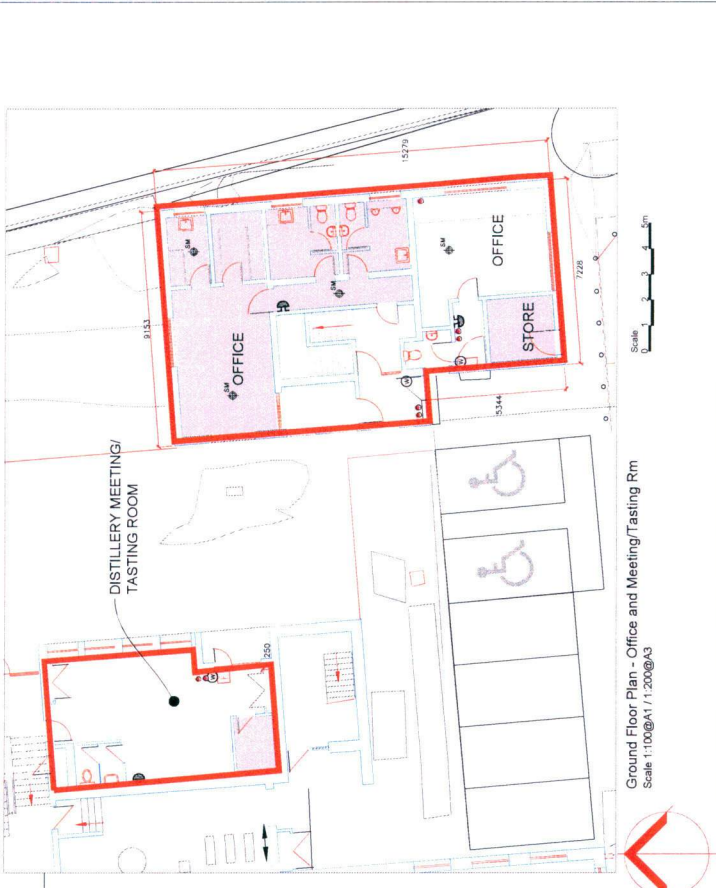 DISTILLERY MEETING/
TASTING ROOM
250
9153
15279
7228
5344
SM
OFFICE
SM
SM
SM
OFFICE
STORE
W
W
W
Scale
0 1 2 3 4 5m
Ground Floor Plan - Office and Meeting/Tasting Rm
Scale 1:100@A1 / 1:200@A3